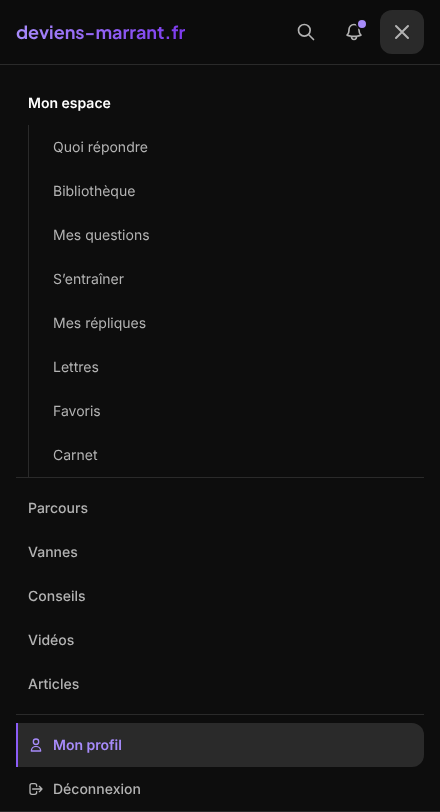 deviens-marrant.fr
Mon espace
Quoi répondre
Bibliothèque
Mes questions
S’entraîner
Mes répliques
Lettres
Favoris
Carnet
Parcours
Vannes
Conseils
Vidéos
Articles
Mon profil
Déconnexion